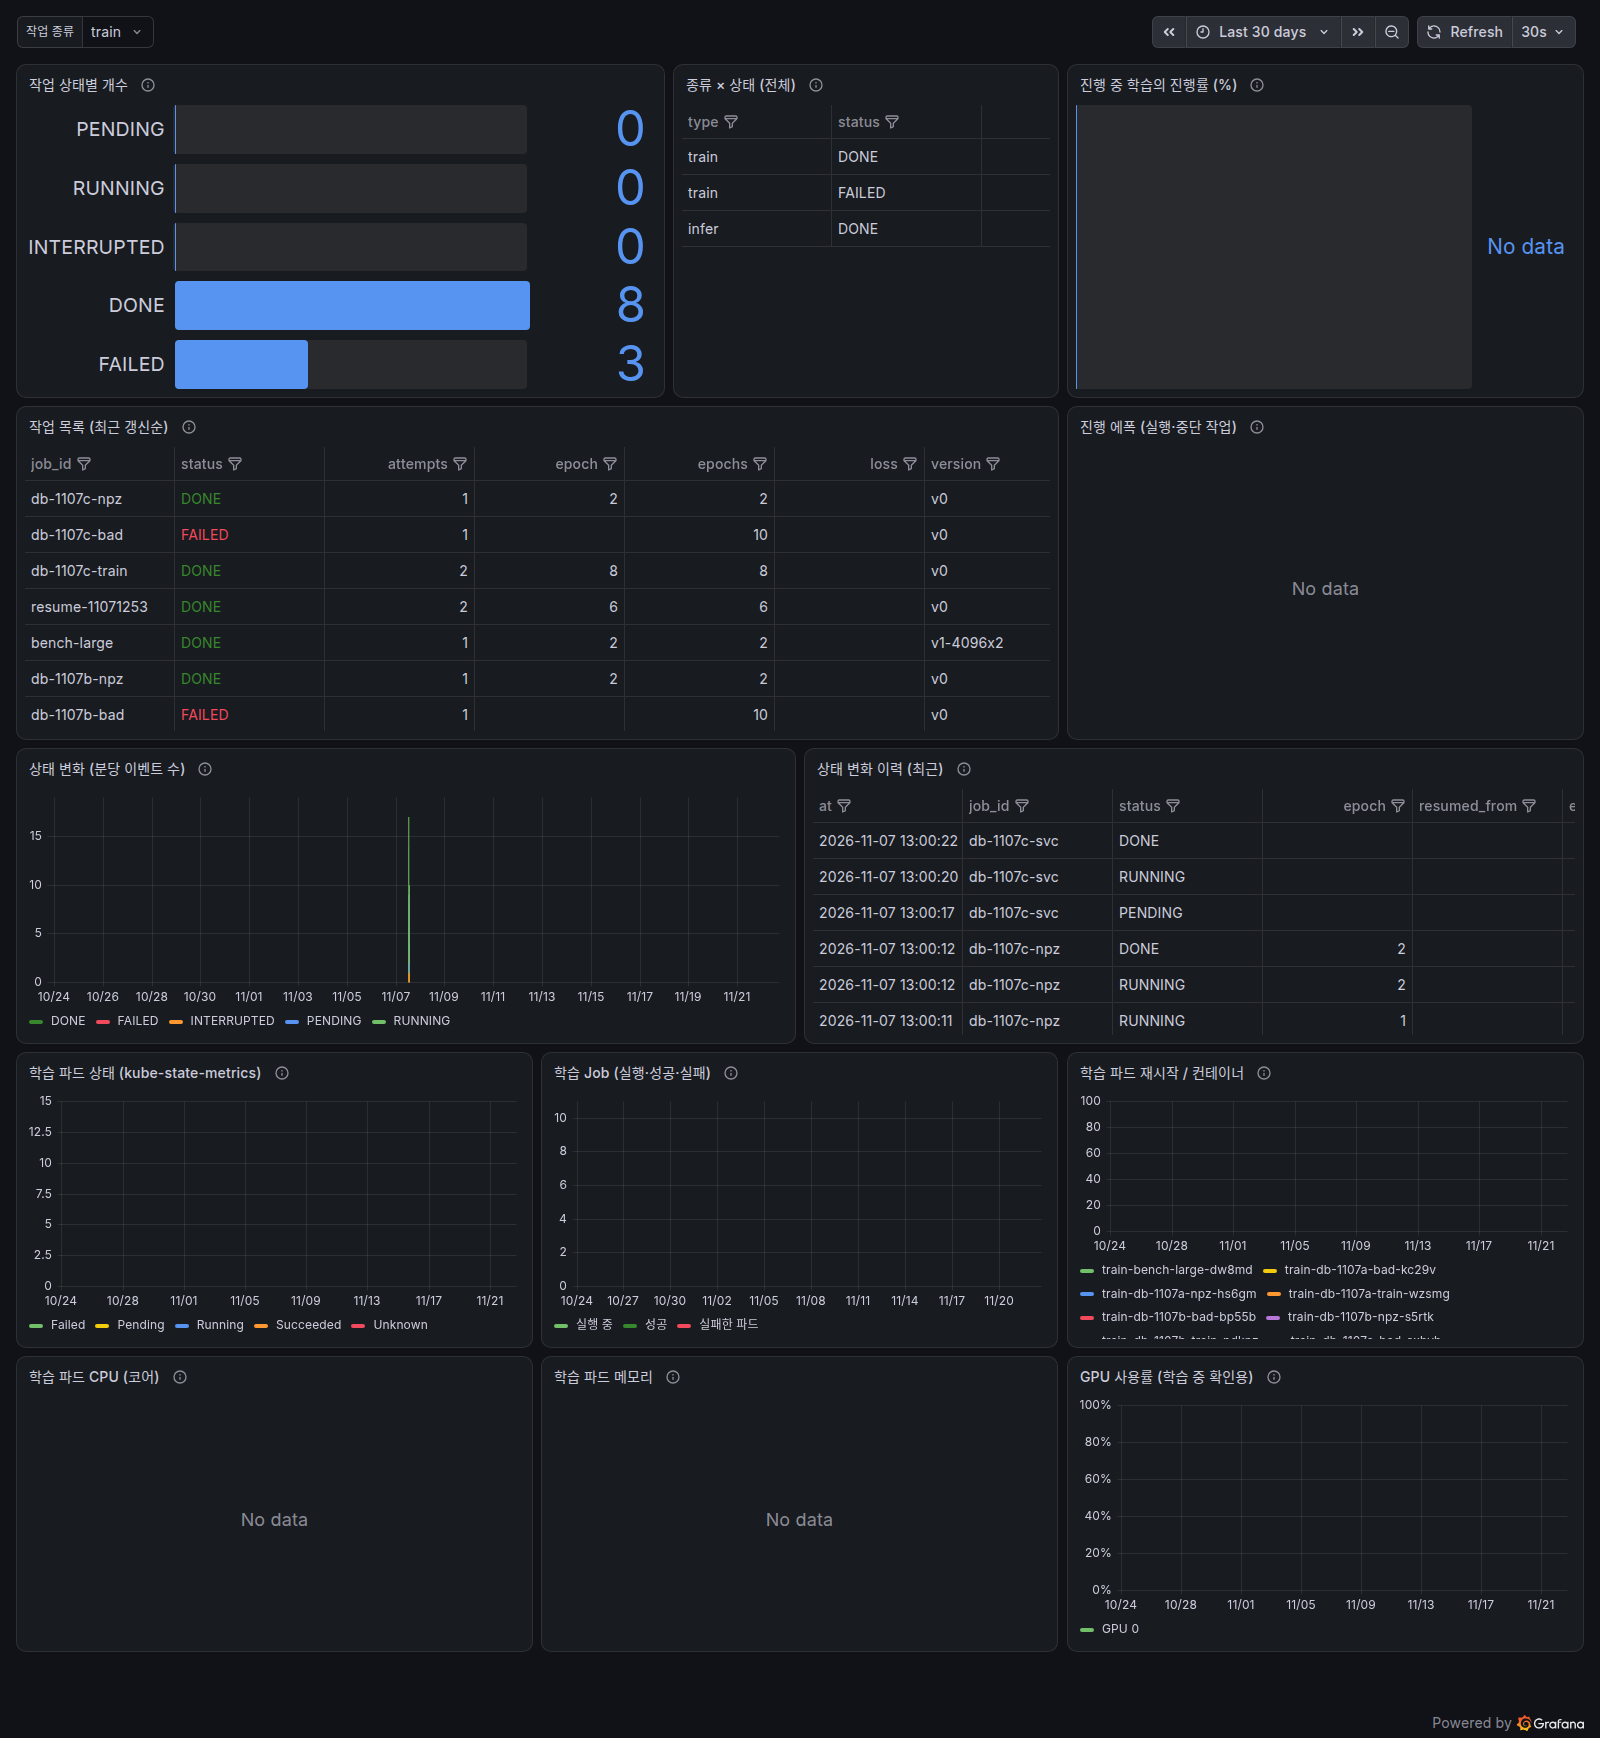 작업 종류 train
Last 30 days Refresh 30s
작업 상태별 개수
PENDING 0
RUNNING 0
INTERRUPTED 0
DONE 8
FAILED 3
종류 × 상태 (전체)
type status
train DONE
train FAILED
infer DONE
진행 중 학습의 진행률 (%)
No data
작업 목록 (최근 갱신순)
job_id status attempts epoch epochs loss version
db-1107c-npz DONE 1 2 2 v0
db-1107c-bad FAILED 1 10 v0
db-1107c-train DONE 2 8 8 v0
resume-11071253 DONE 2 6 6 v0
bench-large DONE 1 2 2 v1-4096x2
db-1107b-npz DONE 1 2 2 v0
db-1107b-bad FAILED 1 10 v0
진행 에폭 (실행·중단 작업)
No data
상태 변화 (분당 이벤트 수)
15
10
5
0
10/24 10/26 10/28 10/30 11/01 11/03 11/05 11/07 11/09 11/11 11/13 11/15 11/17 11/19 11/21
DONE FAILED INTERRUPTED PENDING RUNNING
상태 변화 이력 (최근)
at job_id status epoch resumed_from e
2026-11-07 13:00:22 db-1107c-svc DONE
2026-11-07 13:00:20 db-1107c-svc RUNNING
2026-11-07 13:00:17 db-1107c-svc PENDING
2026-11-07 13:00:12 db-1107c-npz DONE 2
2026-11-07 13:00:12 db-1107c-npz RUNNING 2
2026-11-07 13:00:11 db-1107c-npz RUNNING 1
학습 파드 상태 (kube-state-metrics)
15
12.5
10
7.5
5
2.5
0
10/24 10/28 11/01 11/05 11/09 11/13 11/17 11/21
Failed Pending Running Succeeded Unknown
학습 Job (실행·성공·실패)
10
8
6
4
2
0
10/24 10/27 10/30 11/02 11/05 11/08 11/11 11/14 11/17 11/20
실행 중 성공 실패한 파드
학습 파드 재시작 / 컨테이너
100
80
60
40
20
0
10/24 10/28 11/01 11/05 11/09 11/13 11/17 11/21
train-bench-large-dw8md train-db-1107a-bad-kc29v
train-db-1107a-npz-hs6gm train-db-1107a-train-wzsmg
train-db-1107b-bad-bp55b train-db-1107b-npz-s5rtk
학습 파드 CPU (코어)
No data
학습 파드 메모리
No data
GPU 사용률 (학습 중 확인용)
100%
80%
60%
40%
20%
0%
10/24 10/28 11/01 11/05 11/09 11/13 11/17 11/21
GPU 0
Powered by Grafana